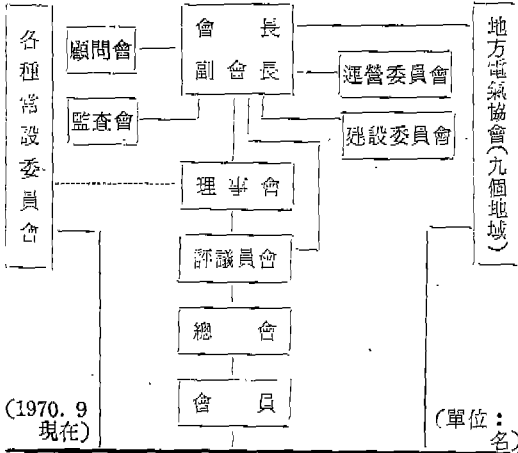 各種常設委員會
顧問會
監査會
會長
副會長
運營委員會
建設委員會
地方電氣協會(九個地域)
理事會
評議員會
總會
會員
(1970. 9
現在)
(單位:
名)